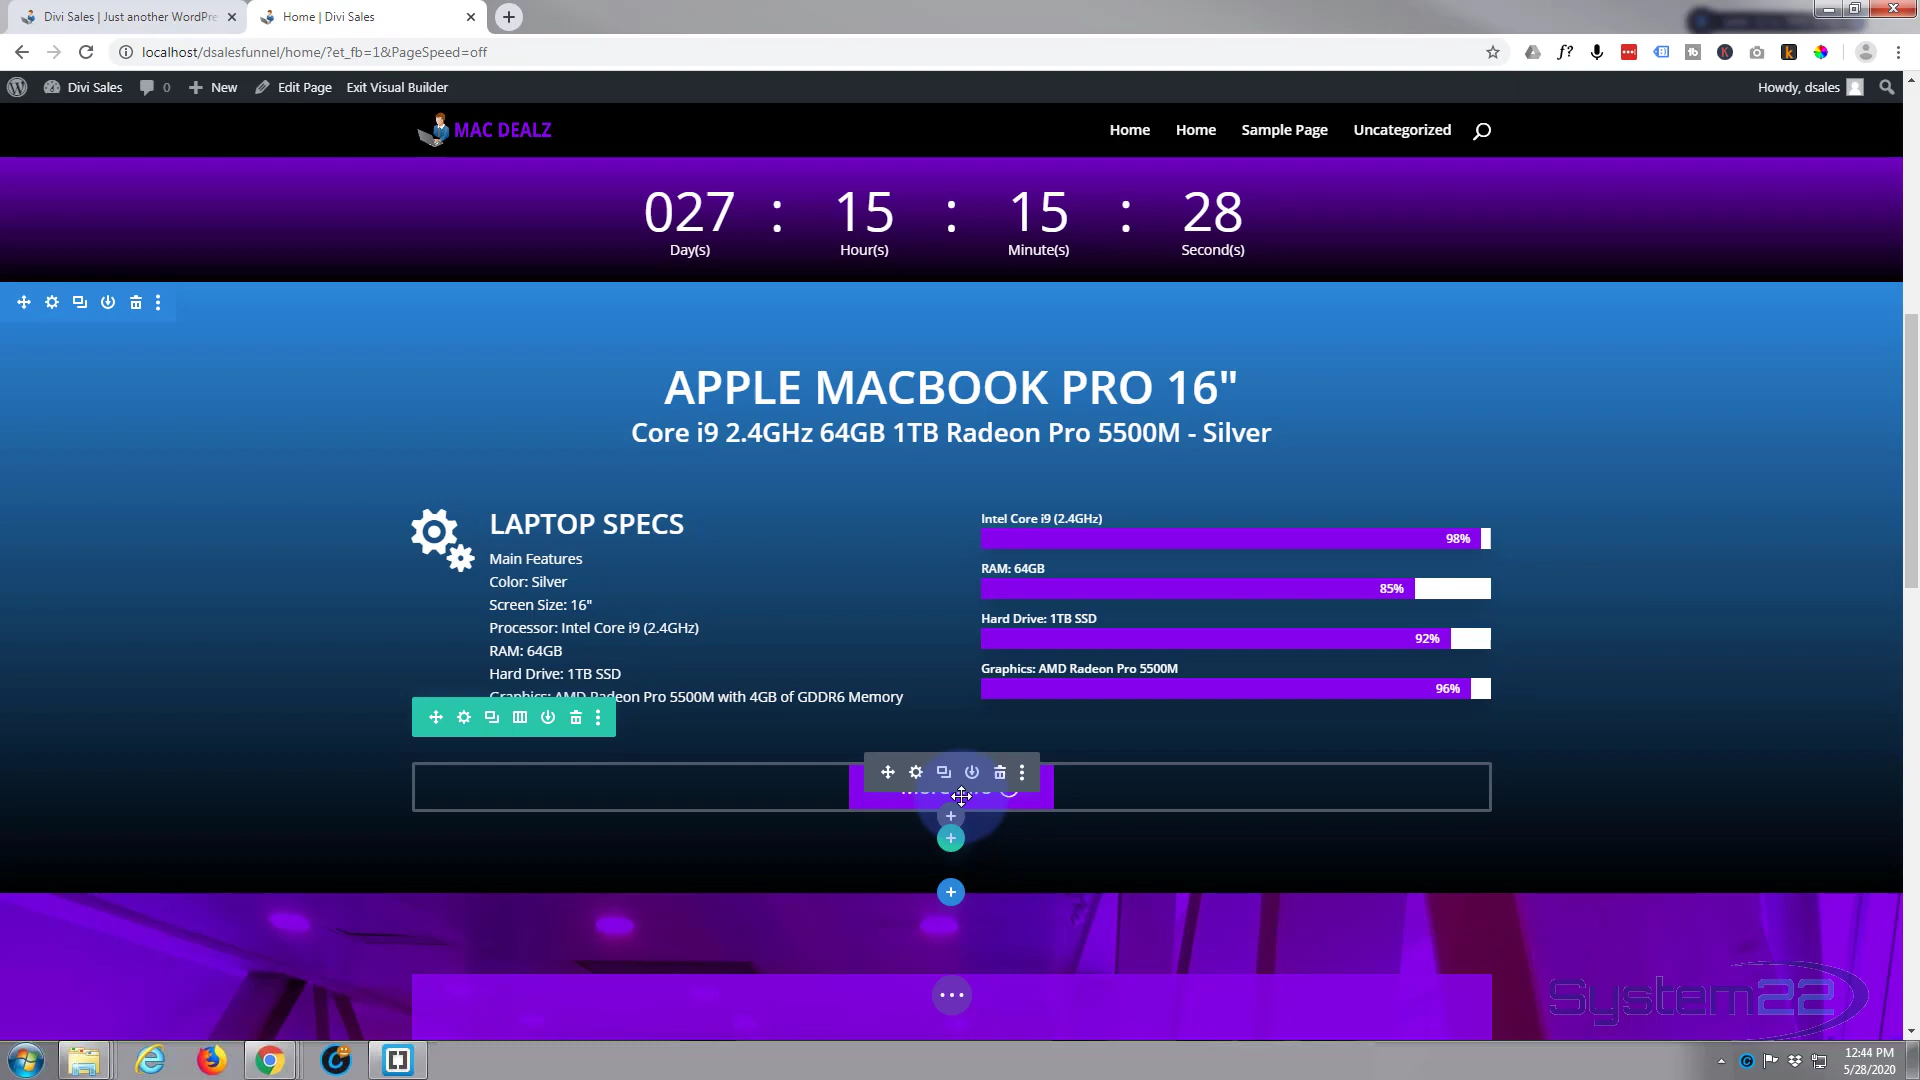 Divi Sales | Just another WordPre
Home | Divi Sales
localhost/dsalesfunnel/home/?et_fb=1&PageSpeed=off
Divi Sales
0
New
Edit Page
Exit Visual Builder
Howdy, dsales
MAC DEALZ
Home
Home
Sample Page
Uncategorized
027 : 15 : 15 : 28
Day(s) Hour(s) Minute(s) Second(s)
APPLE MACBOOK PRO 16"
Core i9 2.4GHz 64GB 1TB Radeon Pro 5500M - Silver
LAPTOP SPECS
Main Features
Color: Silver
Screen Size: 16"
Processor: Intel Core i9 (2.4GHz)
RAM: 64GB
Hard Drive: 1TB SSD
Graphics: AMD Radeon Pro 5500M with 4GB of GDDR6 Memory
Intel Core i9 (2.4GHz)
98%
RAM: 64GB
85%
Hard Drive: 1TB SSD
92%
Graphics: AMD Radeon Pro 5500M
96%
System22
12:44 PM
5/28/2020